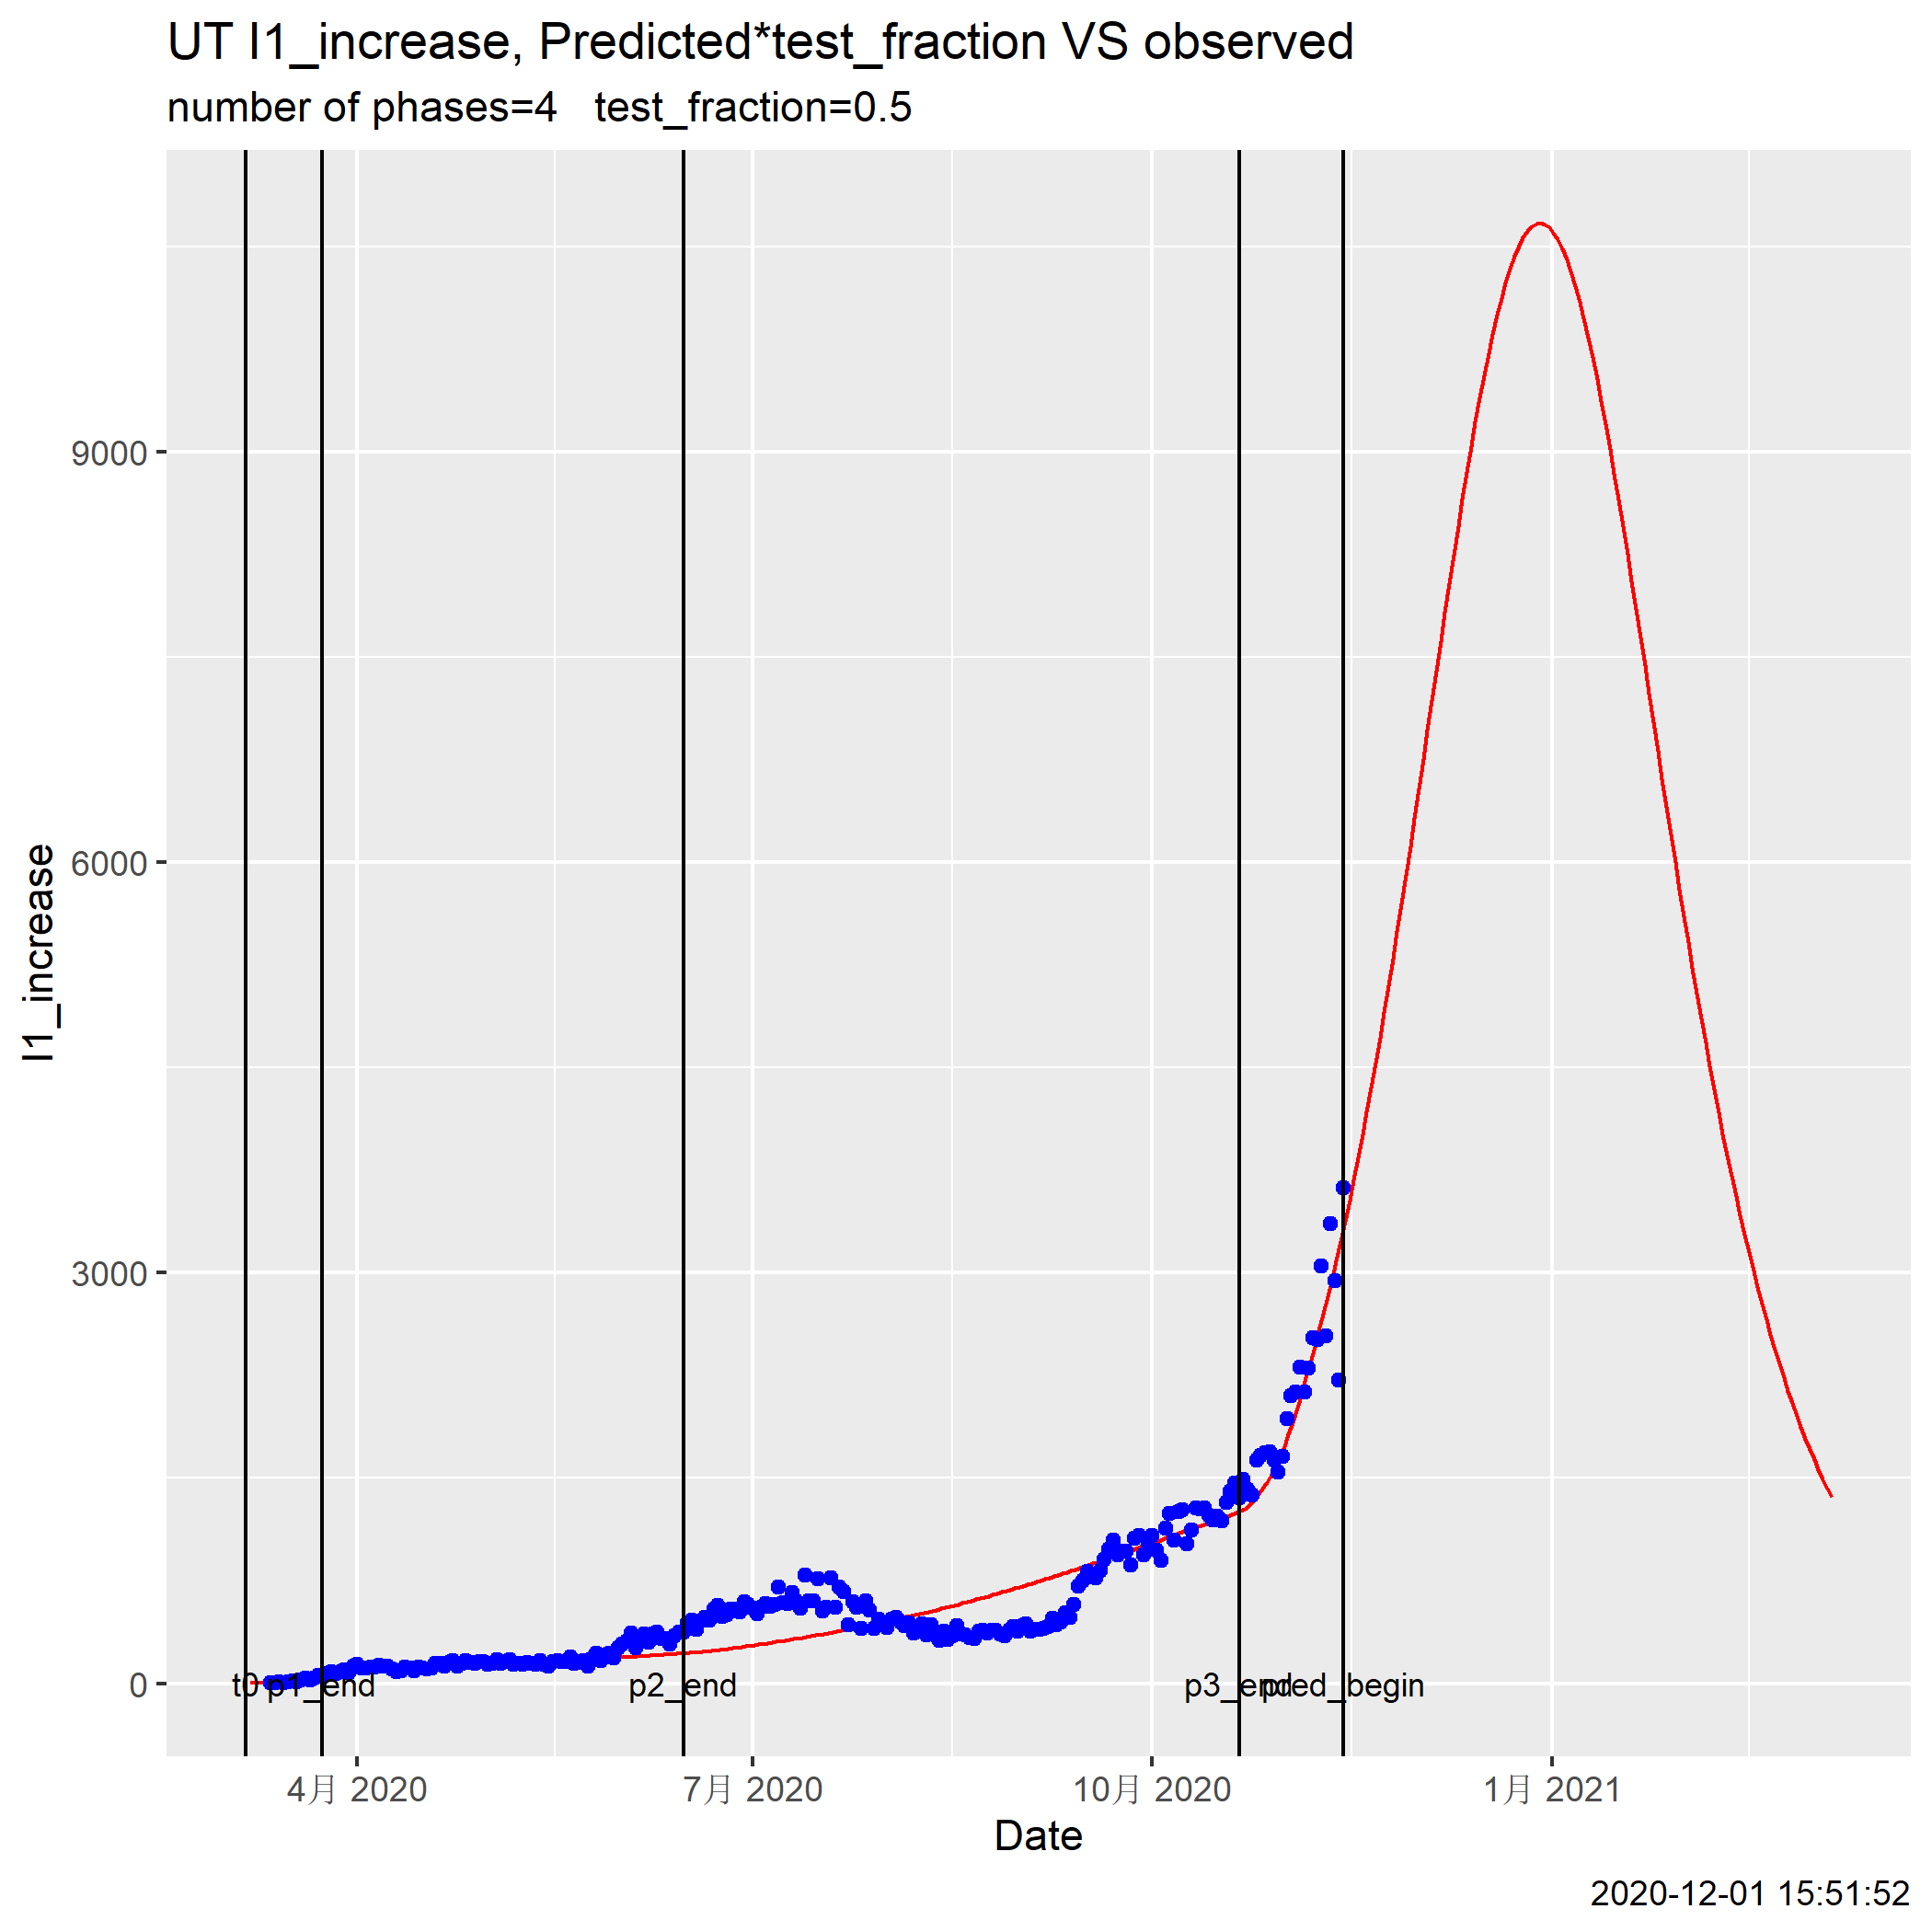 UT I1_increase, Predicted*test_fraction VS observed
number of phases=4 test_fraction=0.5
I1_increase
9000
6000
3000
0
t0 p1_end p2_end p3_end pred_begin
4月 2020 7月 2020 10月 2020 1月 2021
Date
2020-12-01 15:51:52